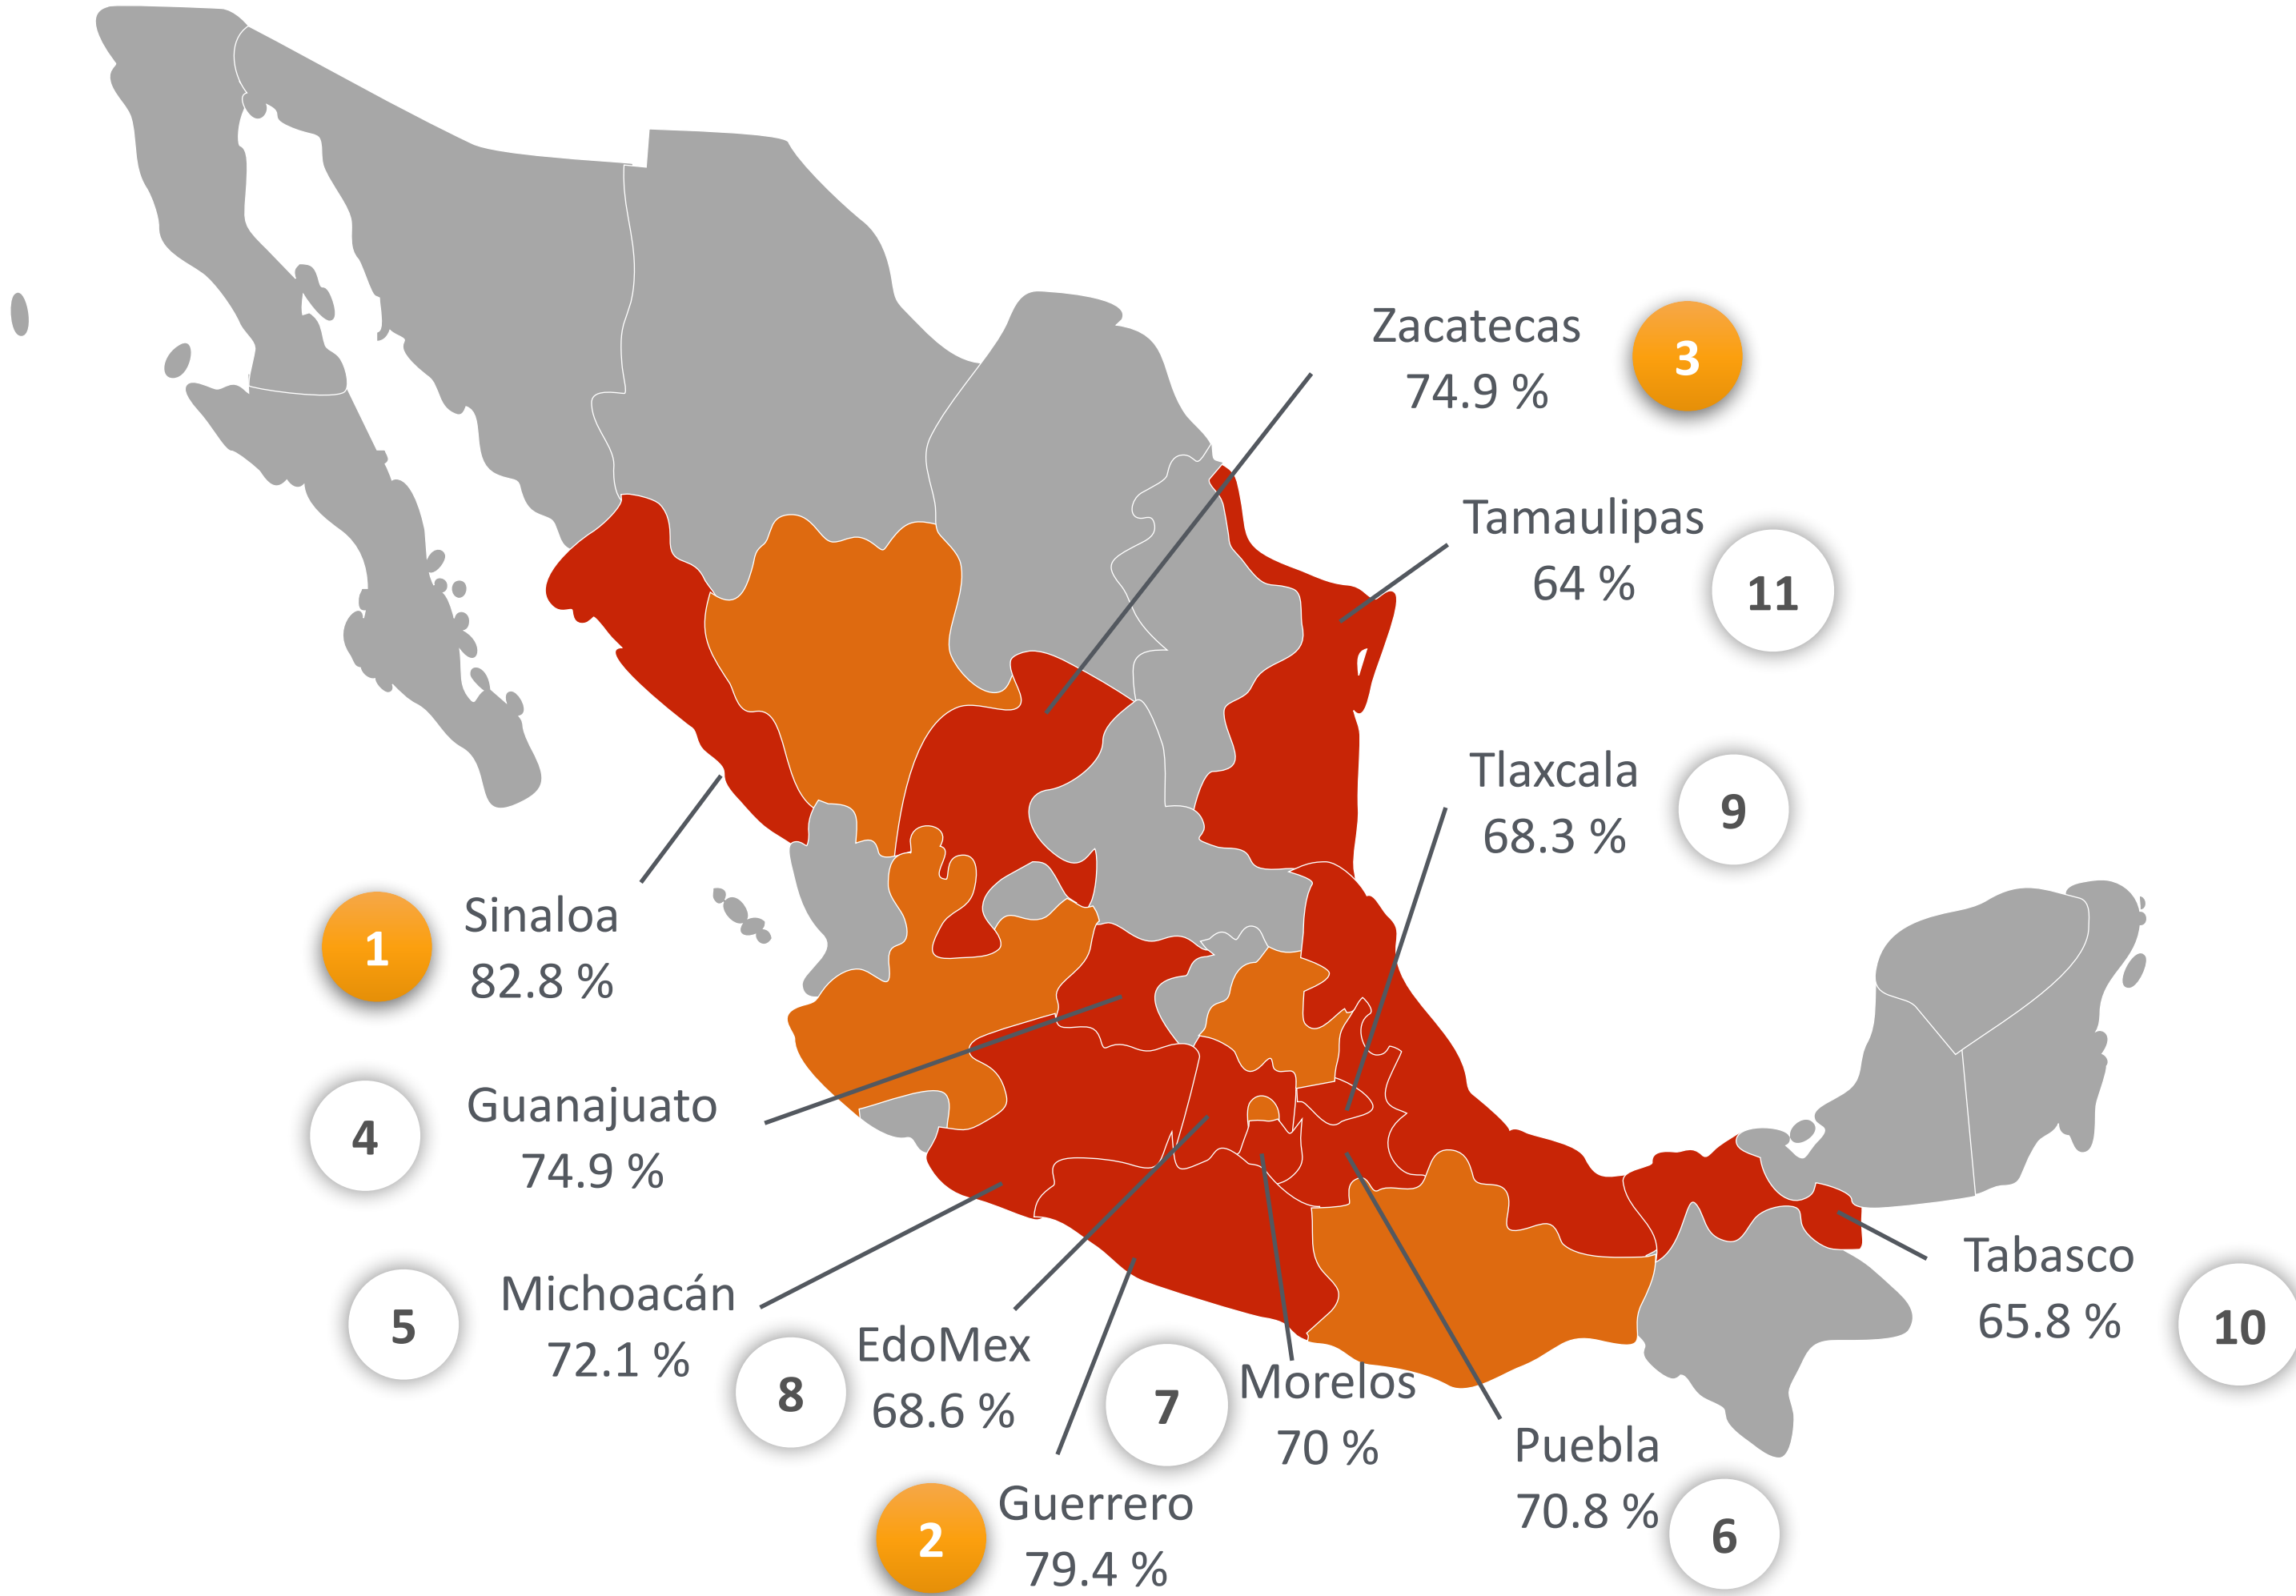 Zacatecas
74.9 %
3
Tamaulipas
64 %
11
Tlaxcala
68.3 %
9
1
Sinaloa
82.8 %
4
Guanajuato
74.9 %
5
Michoacán
72.1 %
8
EdoMex
68.6 %
7
Morelos
70 %
Puebla
70.8 %
6
Tabasco
65.8 %
10
2
Guerrero
79.4 %